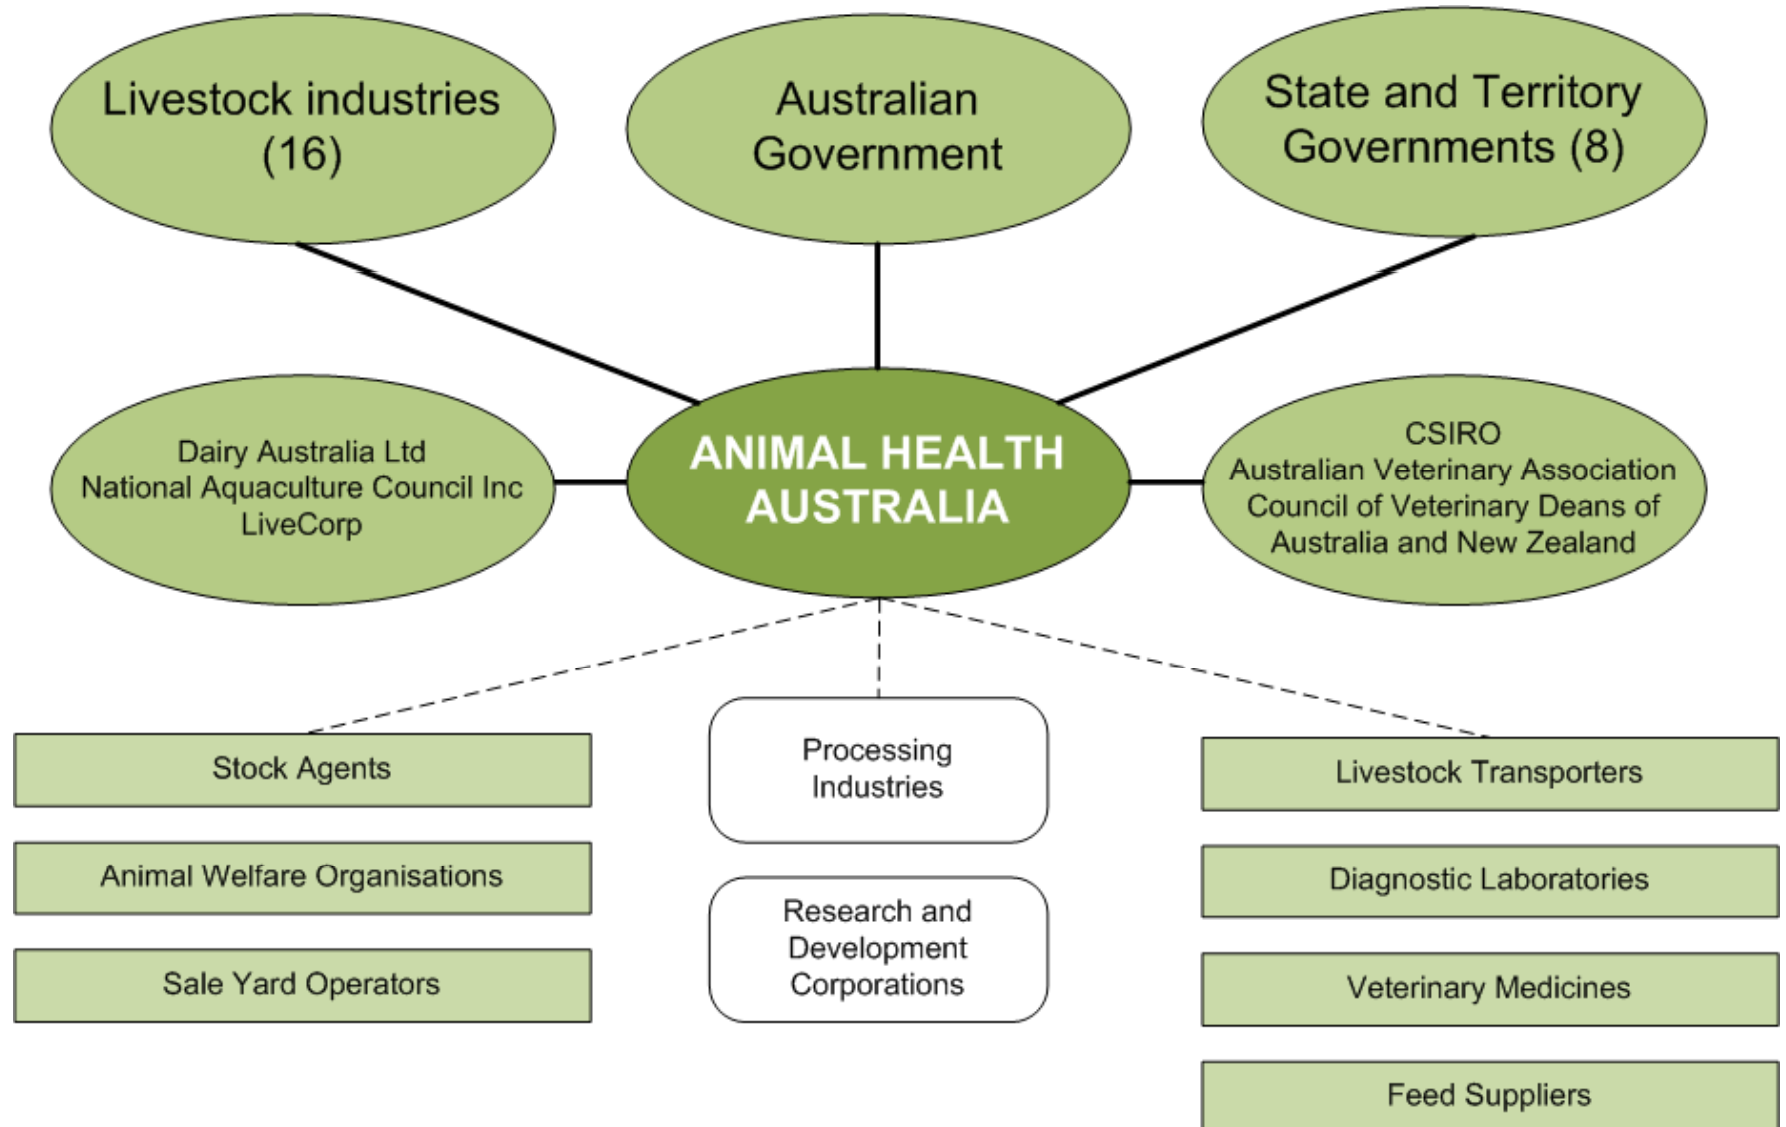 Livestock industries
(16)
Australian
Government
State and Territory
Governments (8)
Dairy Australia Ltd
National Aquaculture Council Inc
LiveCorp
ANIMAL HEALTH
AUSTRALIA
CSIRO
Australian Veterinary Association
Council of Veterinary Deans of
Australia and New Zealand
Stock Agents
Animal Welfare Organisations
Sale Yard Operators
Processing
Industries
Research and
Development
Corporations
Livestock Transporters
Diagnostic Laboratories
Veterinary Medicines
Feed Suppliers